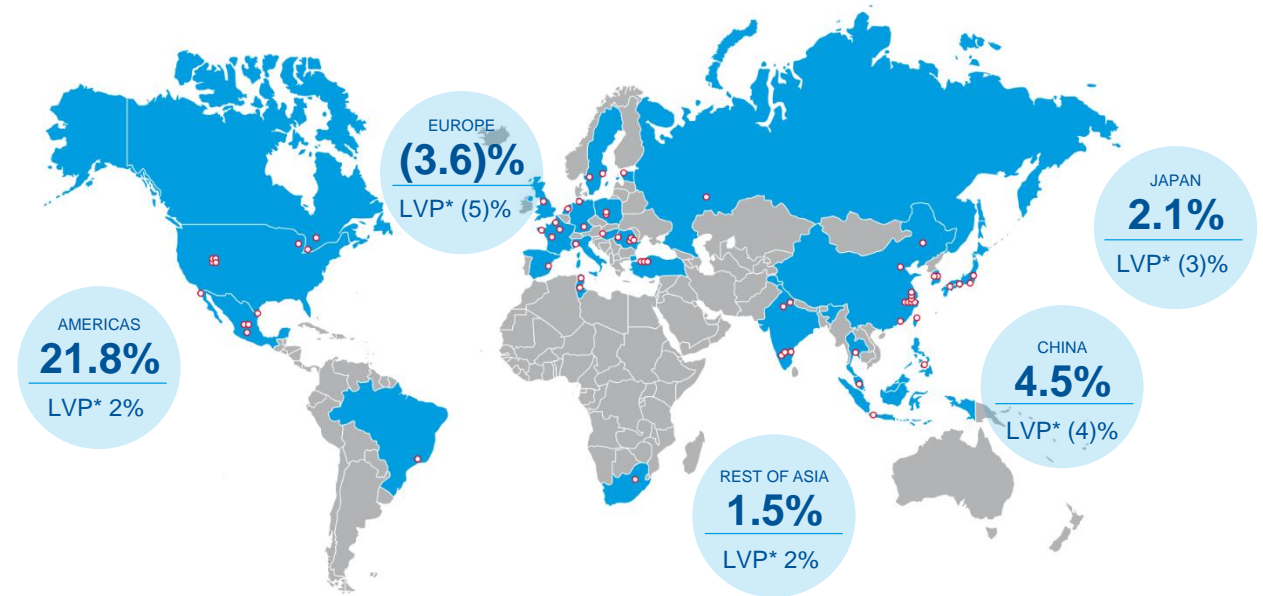 EUROPE
(3.6)%
LVP* (5)%
JAPAN
2.1%
LVP* (3)%
AMERICAS
21.8%
LVP* 2%
CHINA
4.5%
LVP* (4)%
REST OF ASIA
1.5%
LVP* 2%